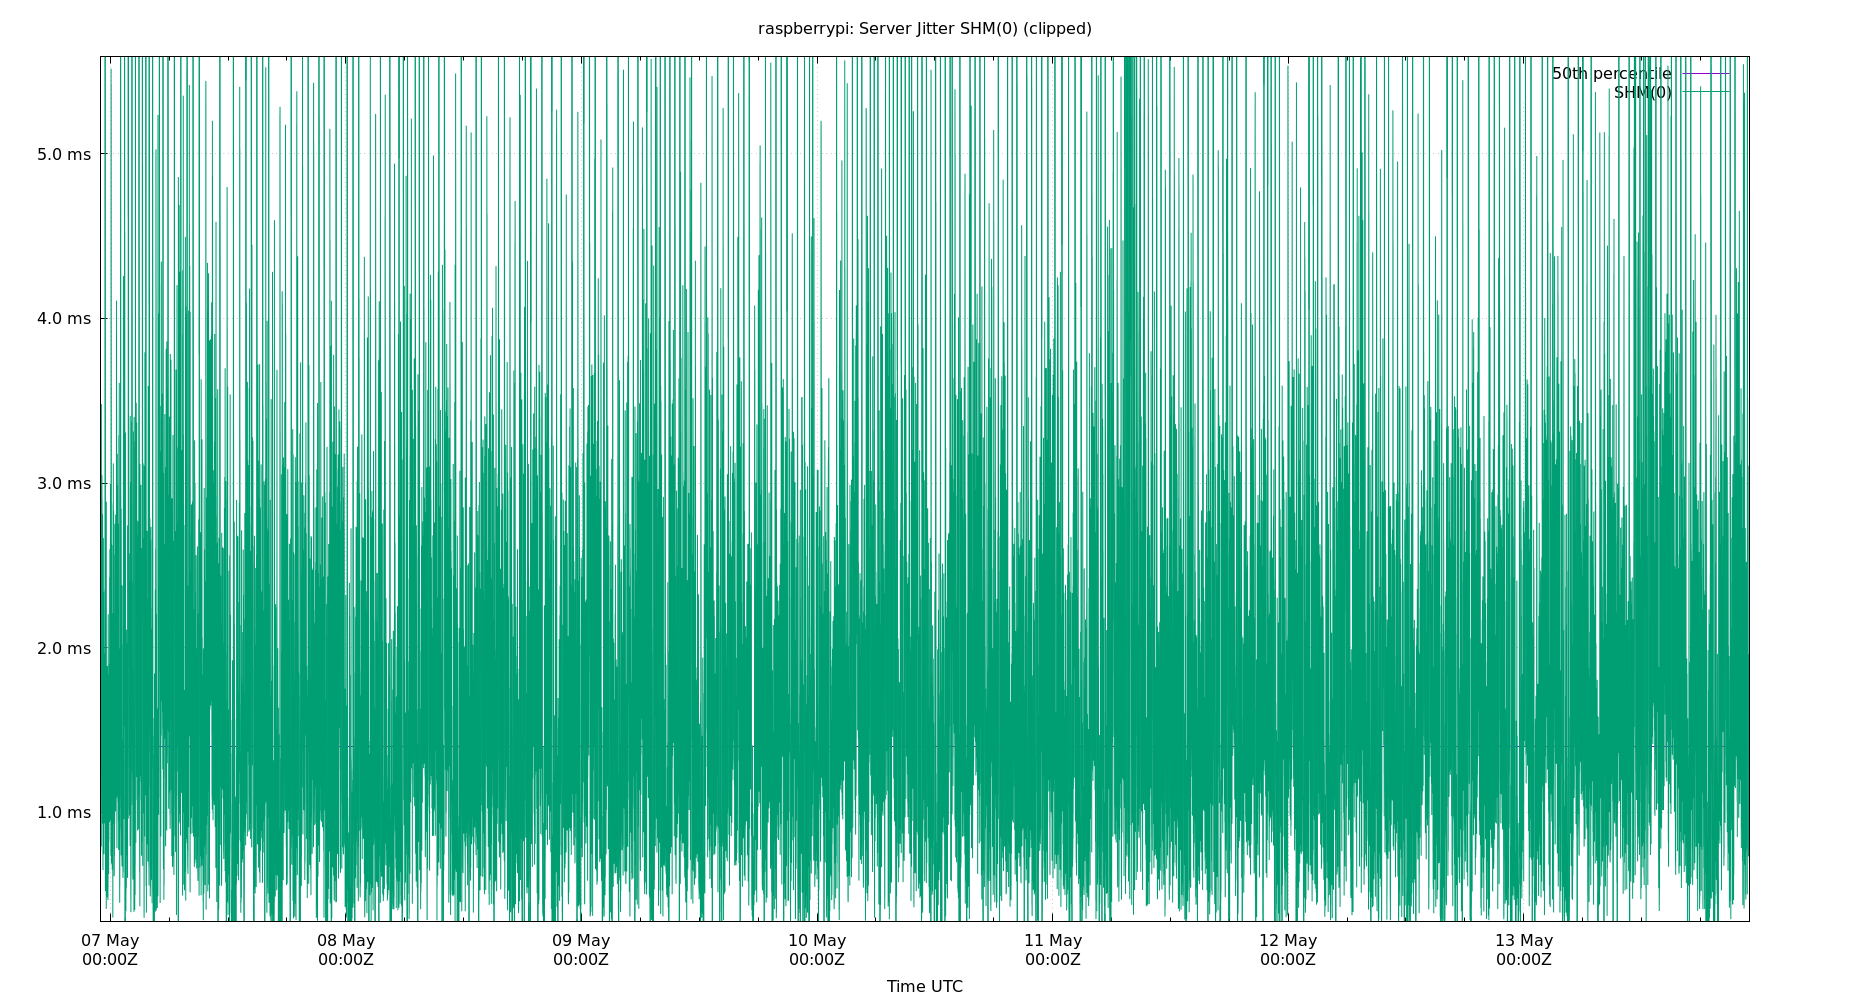 raspberrypi: Server Jitter SHM(0) (clipped)
50th percentile
SHM(0)
5.0 ms
4.0 ms
3.0 ms
2.0 ms
1.0 ms
07 May 08 May 09 May 10 May 11 May 12 May 13 May
00:00Z 00:00Z 00:00Z 00:00Z 00:00Z 00:00Z 00:00Z
Time UTC